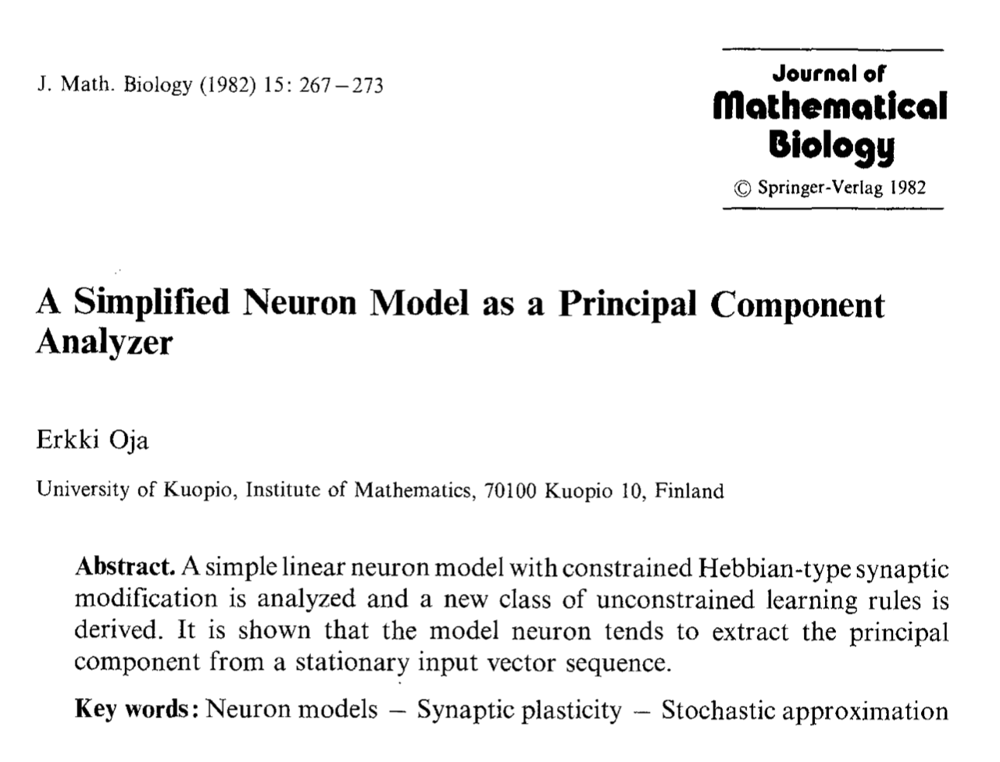 J. Math. Biology (1982) 15: 267–273
Journal of
Mathematical
Biology
© Springer-Verlag 1982
A Simplified Neuron Model as a Principal Component
Analyzer
Erkki Oja
University of Kuopio, Institute of Mathematics, 70100 Kuopio 10, Finland
Abstract. A simple linear neuron model with constrained Hebbian-type synaptic
modification is analyzed and a new class of unconstrained learning rules is
derived. It is shown that the model neuron tends to extract the principal
component from a stationary input vector sequence.
Key words: Neuron models – Synaptic plasticity – Stochastic approximation